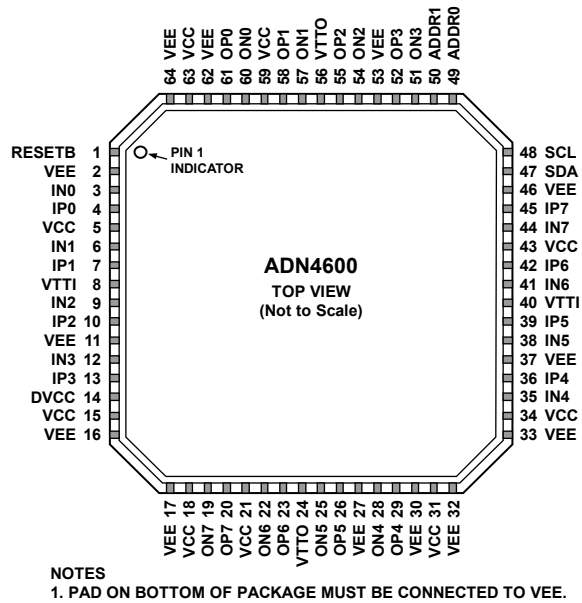 64 VEE
63 VCC
62 VEE
61 OP0
60 ON0
59 VCC
58 OP1
57 ON1
56 VTTO
55 OP2
54 ON2
53 VEE
52 OP3
51 ON3
50 ADDR1
49 ADDR0
RESETB 1
VEE 2
IN0 3
IP0 4
VCC 5
IN1 6
IP1 7
VTTI 8
IN2 9
IP2 10
VEE 11
IN3 12
IP3 13
DVCC 14
VCC 15
VEE 16
PIN 1
INDICATOR
ADN4600
TOP VIEW
(Not to Scale)
48 SCL
47 SDA
46 VEE
45 IP7
44 IN7
43 VCC
42 IP6
41 IN6
40 VTTI
39 IP5
38 IN5
37 VEE
36 IP4
35 IN4
34 VCC
33 VEE
VEE 17
VCC 18
ON7 19
OP7 20
VCC 21
ON6 22
OP6 23
VTTO 24
ON5 25
OP5 26
VEE 27
ON4 28
OP4 29
VEE 30
VCC 31
VEE 32
NOTES
1. PAD ON BOTTOM OF PACKAGE MUST BE CONNECTED TO VEE.